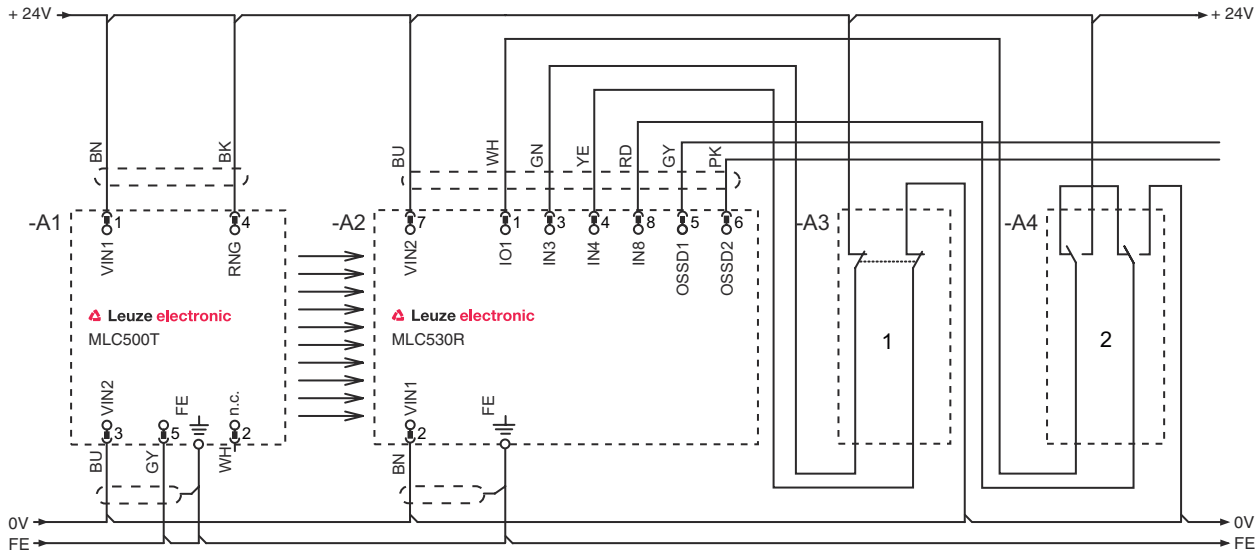 + 24V
+ 24V
BN
BK
BU
WH
GN
YE
RD
GY
PK
-A1
1
4
-A2
7
1
3
4
8
5
6
-A3
-A4
VIN1
RNG
VIN2
IO1
IN3
IN4
IN8
OSSD1
OSSD2
Leuze electronic
MLC500T
Leuze electronic
MLC530R
1
2
VIN2
FE
n.c.
VIN1
FE
3
5
2
2
BU
GY
WH
BN
0V
0V
FE
FE